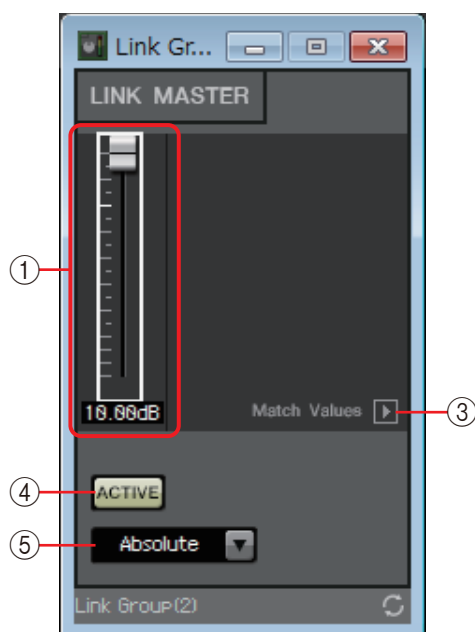 Link Gr...
LINK MASTER
①
10.00dB
Match Values
③
④
ACTIVE
⑤
Absolute
Link Group(2)